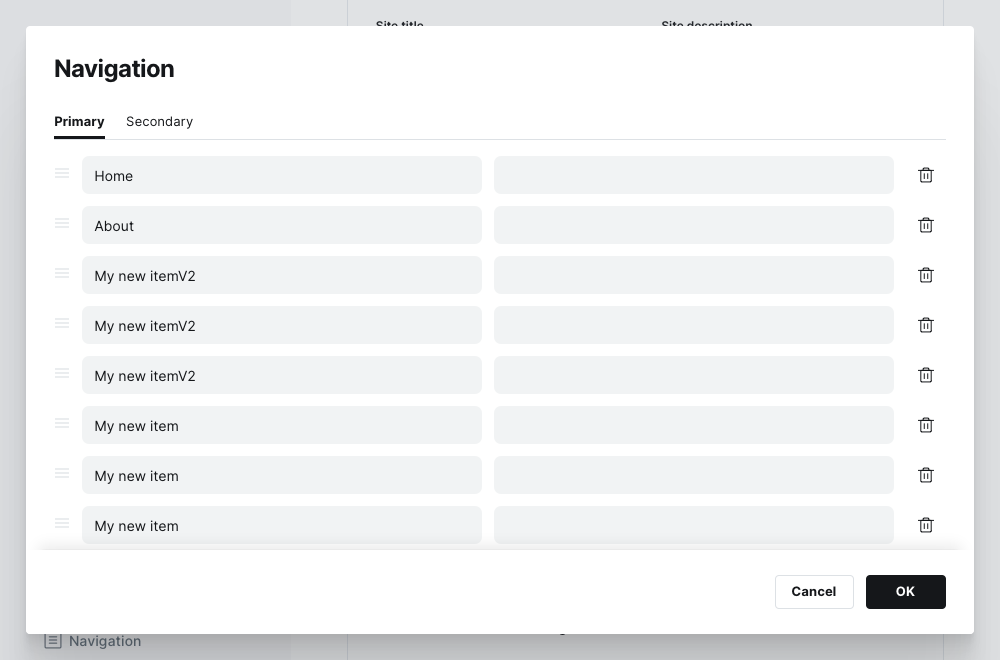 Site title Site description
Navigation
Primary Secondary
Home
About
My new itemV2
My new itemV2
My new itemV2
My new item
My new item
My new item
Cancel OK
Navigation